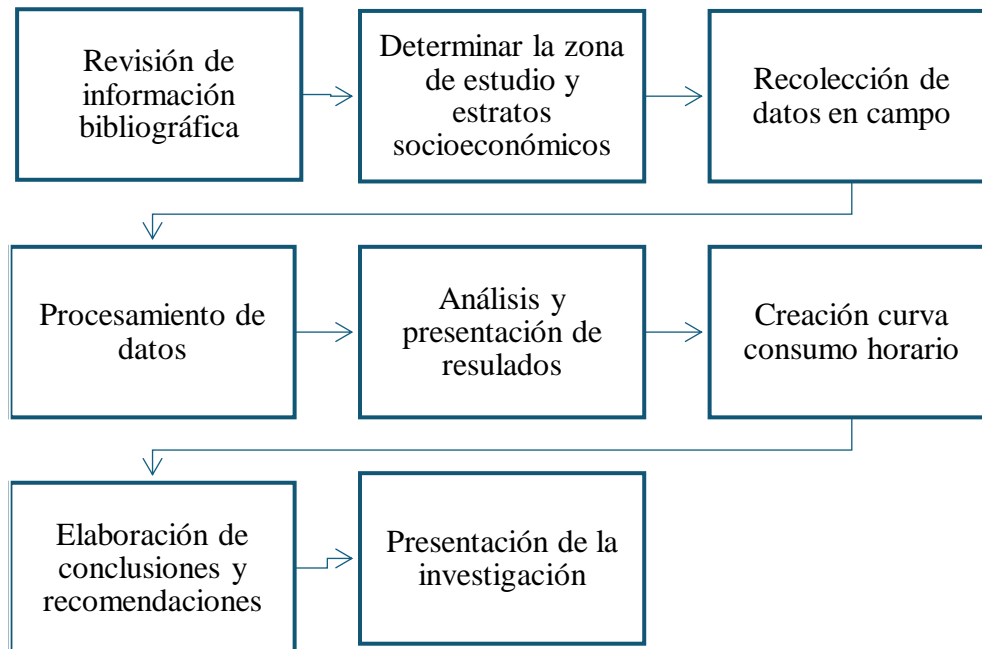 Revisión de
información
bibliográfica
Determinar la zona
de estudio y
estratos
socioeconómicos
Recolección de
datos en campo
Procesamiento de
datos
Análisis y
presentación de
resulados
Creación curva
consumo horario
Elaboración de
conclusiones y
recomendaciones
Presentación de la
investigación